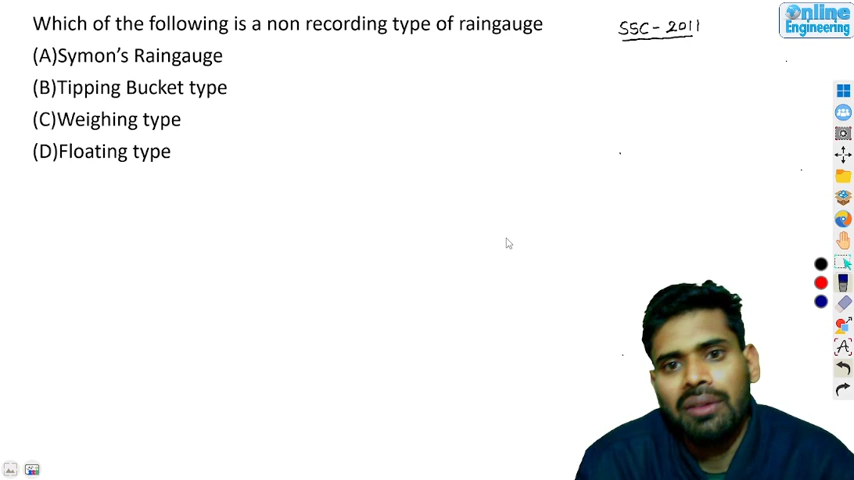 Which of the following is a non recording type of raingauge
SSC-2011
(A)Symon's Raingauge
(B)Tipping Bucket type
(C)Weighing type
(D)Floating type
Online
Engineering
A